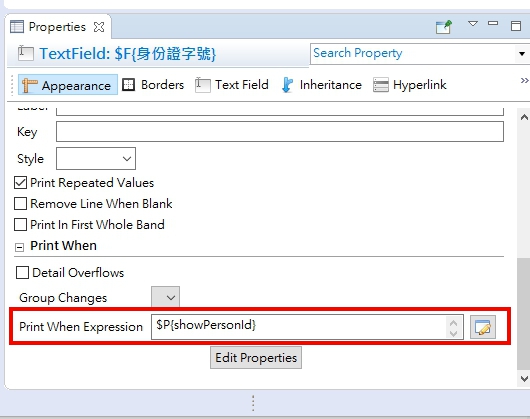 Properties
TextField: $F{身份證字號}
Search Property
Appearance Borders Text Field Inheritance Hyperlink
»
Label
Key
Style
Print Repeated Values
Remove Line When Blank
Print In First Whole Band
Print When
Detail Overflows
Group Changes
Print When Expression $P{showPersonId}
Edit Properties